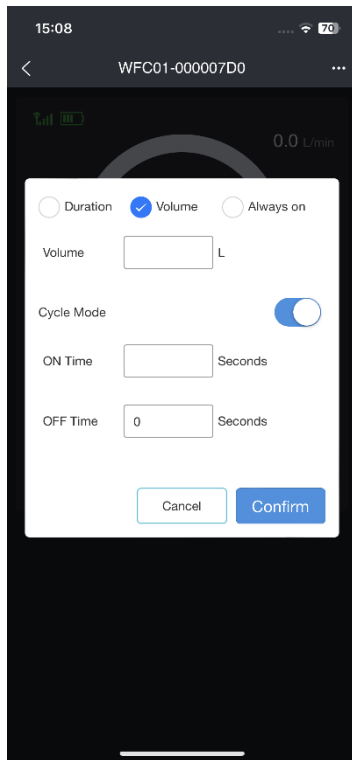 15:08
70
WFC01-000007D0
0.0 L/min
Duration Volume Always on
Volume L
Cycle Mode
ON Time Seconds
OFF Time 0 Seconds
Cancel Confirm